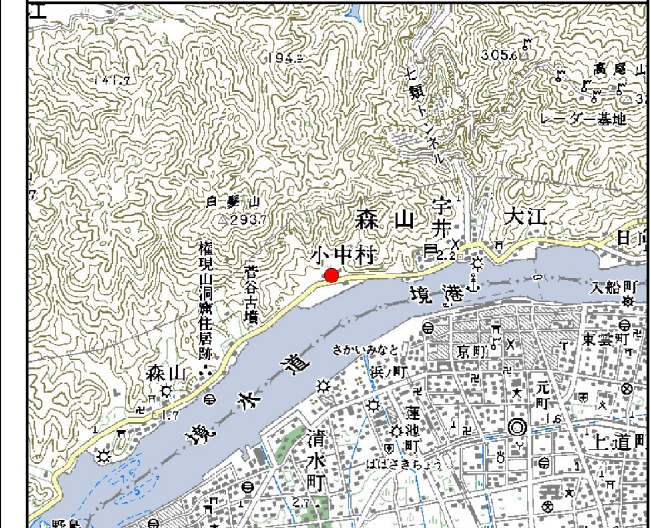 江
194.2
305.6
141.7
七類トンネル
高尾山
レーダー基地
白髪山
293.7
森山
宇井
大江
小中村
2.2
権現山洞窟住居跡
菅谷古墳
境港
入船町
さかいみなと
京町
東雲町
浜ノ町
森山
境水道
元町
蓮池町
1.7
1.6
上道町
清水町
ばばさきちょう
2.7